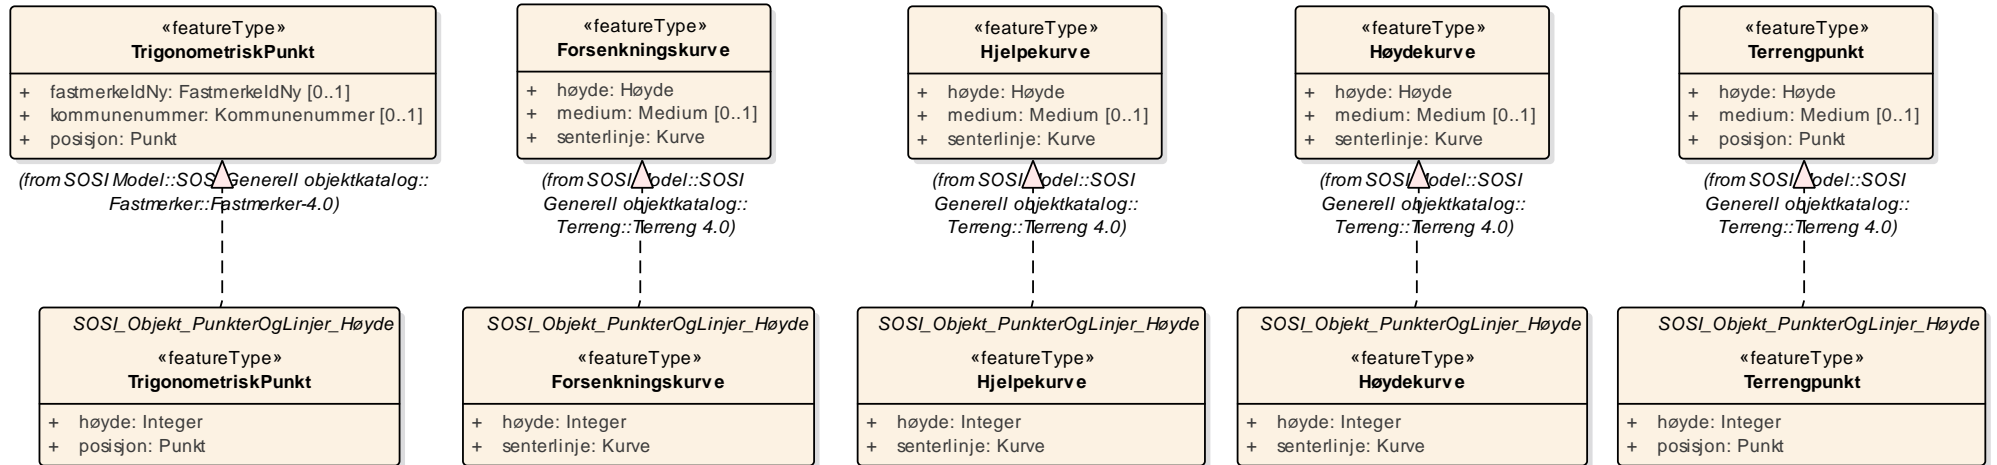 «featureType»
TrigonometriskPunkt
+ fastmerkeIdNy: FastmerkeIdNy [0..1]
+ kommunenummer: Kommunenummer [0..1]
+ posisjon: Punkt
(from SOSI Model::SOSI Generell objektkatalog::
Fastmerker::Fastmerker-4.0)
«featureType»
Forsenkningskurve
+ høyde: Høyde
+ medium: Medium [0..1]
+ senterlinje: Kurve
(from SOSI Model::SOSI
Generell objektkatalog::
Terreng::Terreng 4.0)
«featureType»
Hjelpekurve
+ høyde: Høyde
+ medium: Medium [0..1]
+ senterlinje: Kurve
(from SOSI Model::SOSI
Generell objektkatalog::
Terreng::Terreng 4.0)
«featureType»
Høydekurve
+ høyde: Høyde
+ medium: Medium [0..1]
+ senterlinje: Kurve
(from SOSI Model::SOSI
Generell objektkatalog::
Terreng::Terreng 4.0)
«featureType»
Terrengpunkt
+ høyde: Høyde
+ medium: Medium [0..1]
+ posisjon: Punkt
(from SOSI Model::SOSI
Generell objektkatalog::
Terreng::Terreng 4.0)
SOSI_Objekt_PunkterOgLinjer_Høyde
«featureType»
TrigonometriskPunkt
+ høyde: Integer
+ posisjon: Punkt
SOSI_Objekt_PunkterOgLinjer_Høyde
«featureType»
Forsenkningskurve
+ høyde: Integer
+ senterlinje: Kurve
SOSI_Objekt_PunkterOgLinjer_Høyde
«featureType»
Hjelpekurve
+ høyde: Integer
+ senterlinje: Kurve
SOSI_Objekt_PunkterOgLinjer_Høyde
«featureType»
Høydekurve
+ høyde: Integer
+ senterlinje: Kurve
SOSI_Objekt_PunkterOgLinjer_Høyde
«featureType»
Terrengpunkt
+ høyde: Integer
+ posisjon: Punkt